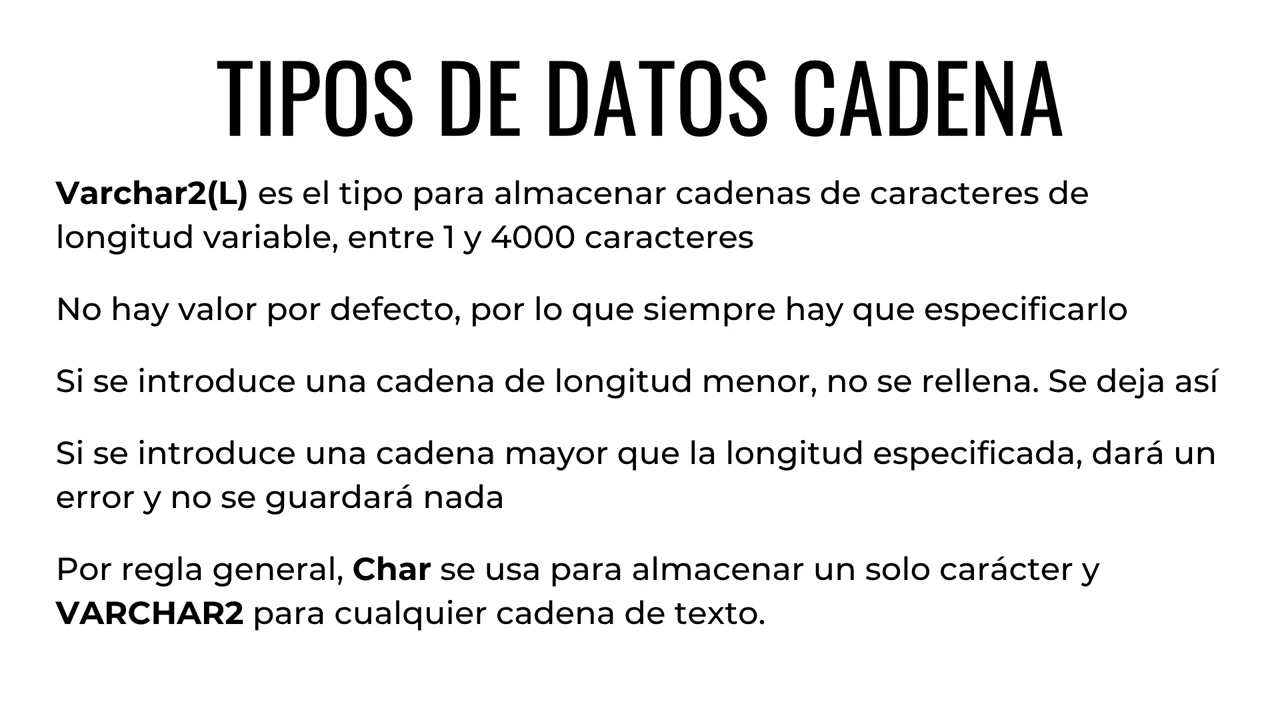 TIPOS DE DATOS CADENA
Varchar2(L) es el tipo para almacenar cadenas de caracteres de
longitud variable, entre 1 y 4000 caracteres
No hay valor por defecto, por lo que siempre hay que especificarlo
Si se introduce una cadena de longitud menor, no se rellena. Se deja así
Si se introduce una cadena mayor que la longitud especificada, dará un
error y no se guardará nada
Por regla general, Char se usa para almacenar un solo carácter y
VARCHAR2 para cualquier cadena de texto.